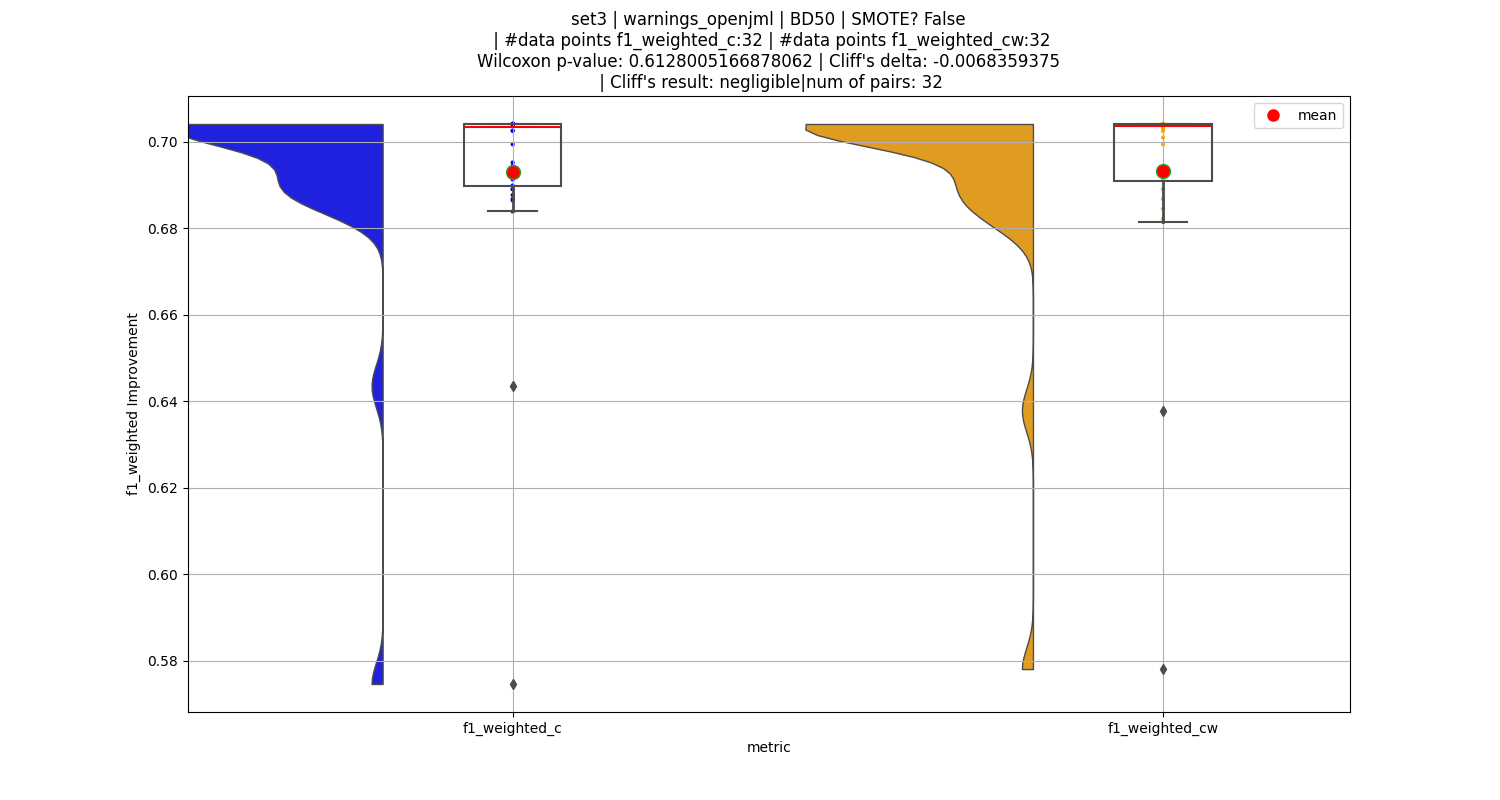 set3 | warnings_openjml | BD50 | SMOTE? False
| #data points f1_weighted_c:32 | #data points f1_weighted_cw:32
Wilcoxon p-value: 0.6128005166878062 | Cliff's delta: -0.0068359375
| Cliff's result: negligible|num of pairs: 32
mean
0.70
0.68
0.66
0.64
0.62
0.60
0.58
f1_weighted Improvement
f1_weighted_c
f1_weighted_cw
metric